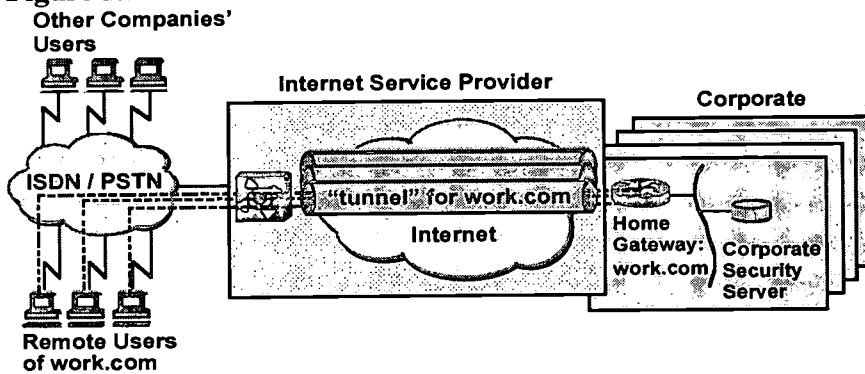 Other Companies'
Users
Internet Service Provider
Corporate
ISDN / PSTN
"tunnel" for work.com
Internet
Home
Gateway:
work.com
Corporate
Security
Server
Remote Users
of work.com